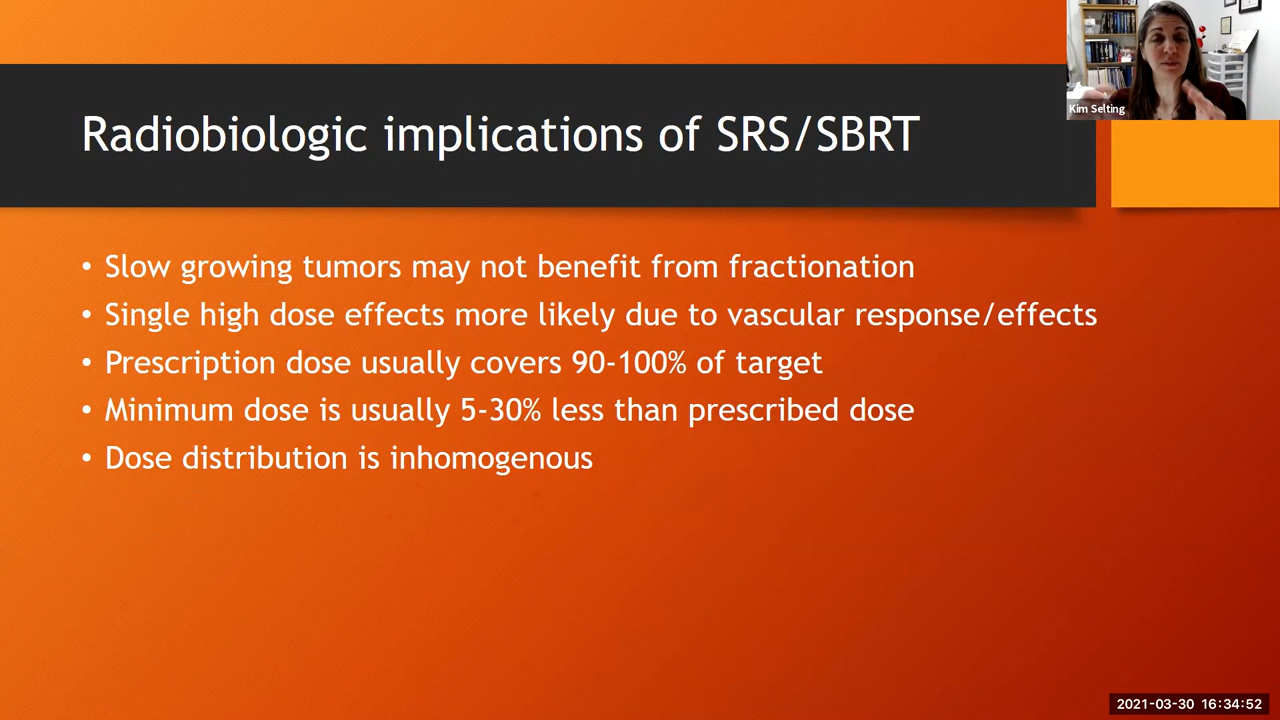 Kim Selting
Radiobiologic implications of SRS/SBRT
• Slow growing tumors may not benefit from fractionation
• Single high dose effects more likely due to vascular response/effects
• Prescription dose usually covers 90-100% of target
• Minimum dose is usually 5-30% less than prescribed dose
• Dose distribution is inhomogenous
2021-03-30 16:34:52